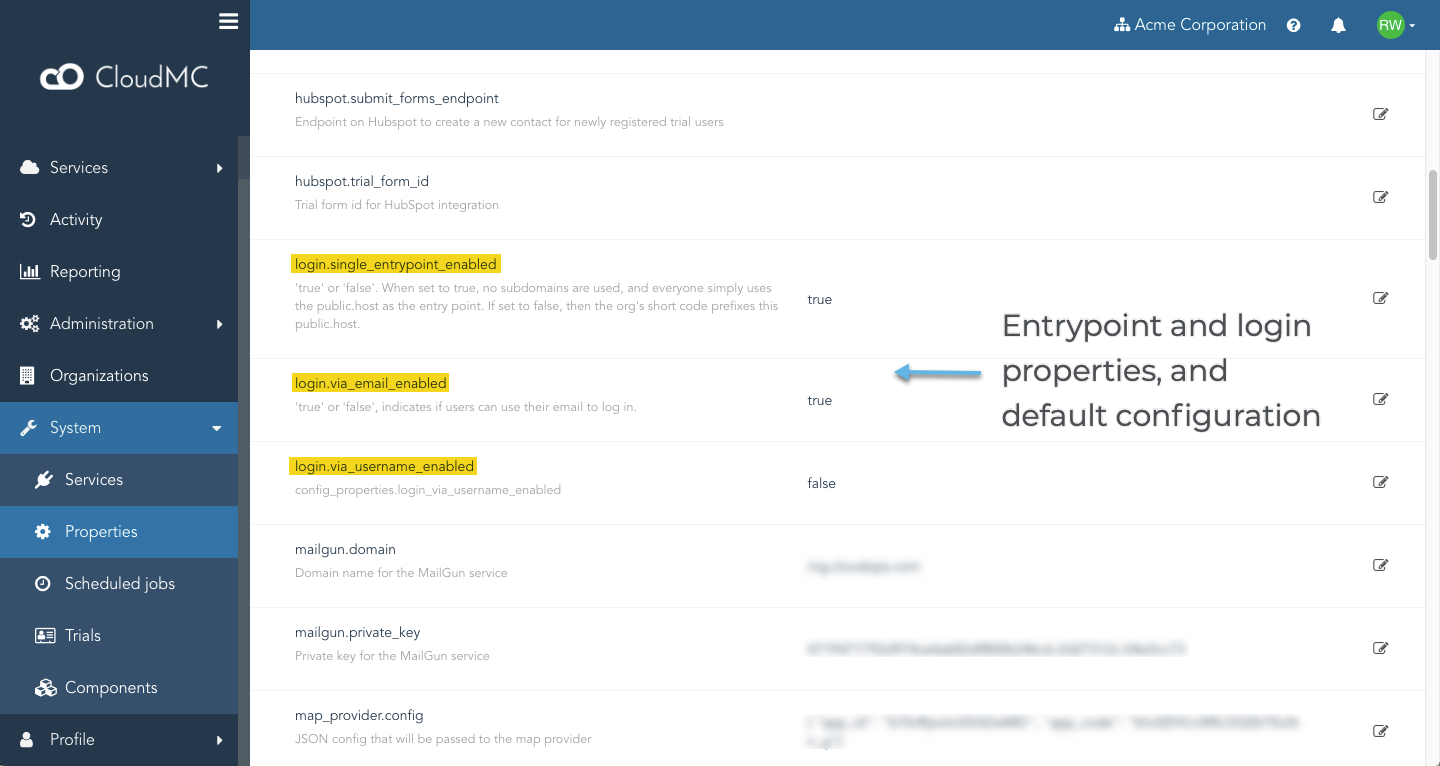 Acme Corporation
RW
CloudMC
Services
Activity
Reporting
Administration
Organizations
System
Services
Properties
Scheduled jobs
Trials
Components
Profile
hubspot.submit_forms_endpoint
Endpoint on Hubspot to create a new contact for newly registered trial users
hubspot.trial_form_id
Trial form id for HubSpot integration
login.single_entrypoint_enabled
'true' or 'false'. When set to true, no subdomains are used, and everyone simply uses
the public.host as the entry point. If set to false, then the org's short code prefixes this
public.host.
true
login.via_email_enabled
'true' or 'false', indicates if users can use their email to log in.
true
login.via_username_enabled
config_properties.login_via_username_enabled
false
Entrypoint and login
properties, and
default configuration
mailgun.domain
Domain name for the MailGun service
mailgun.private_key
Private key for the MailGun service
map_provider.config
JSON config that will be passed to the map provider